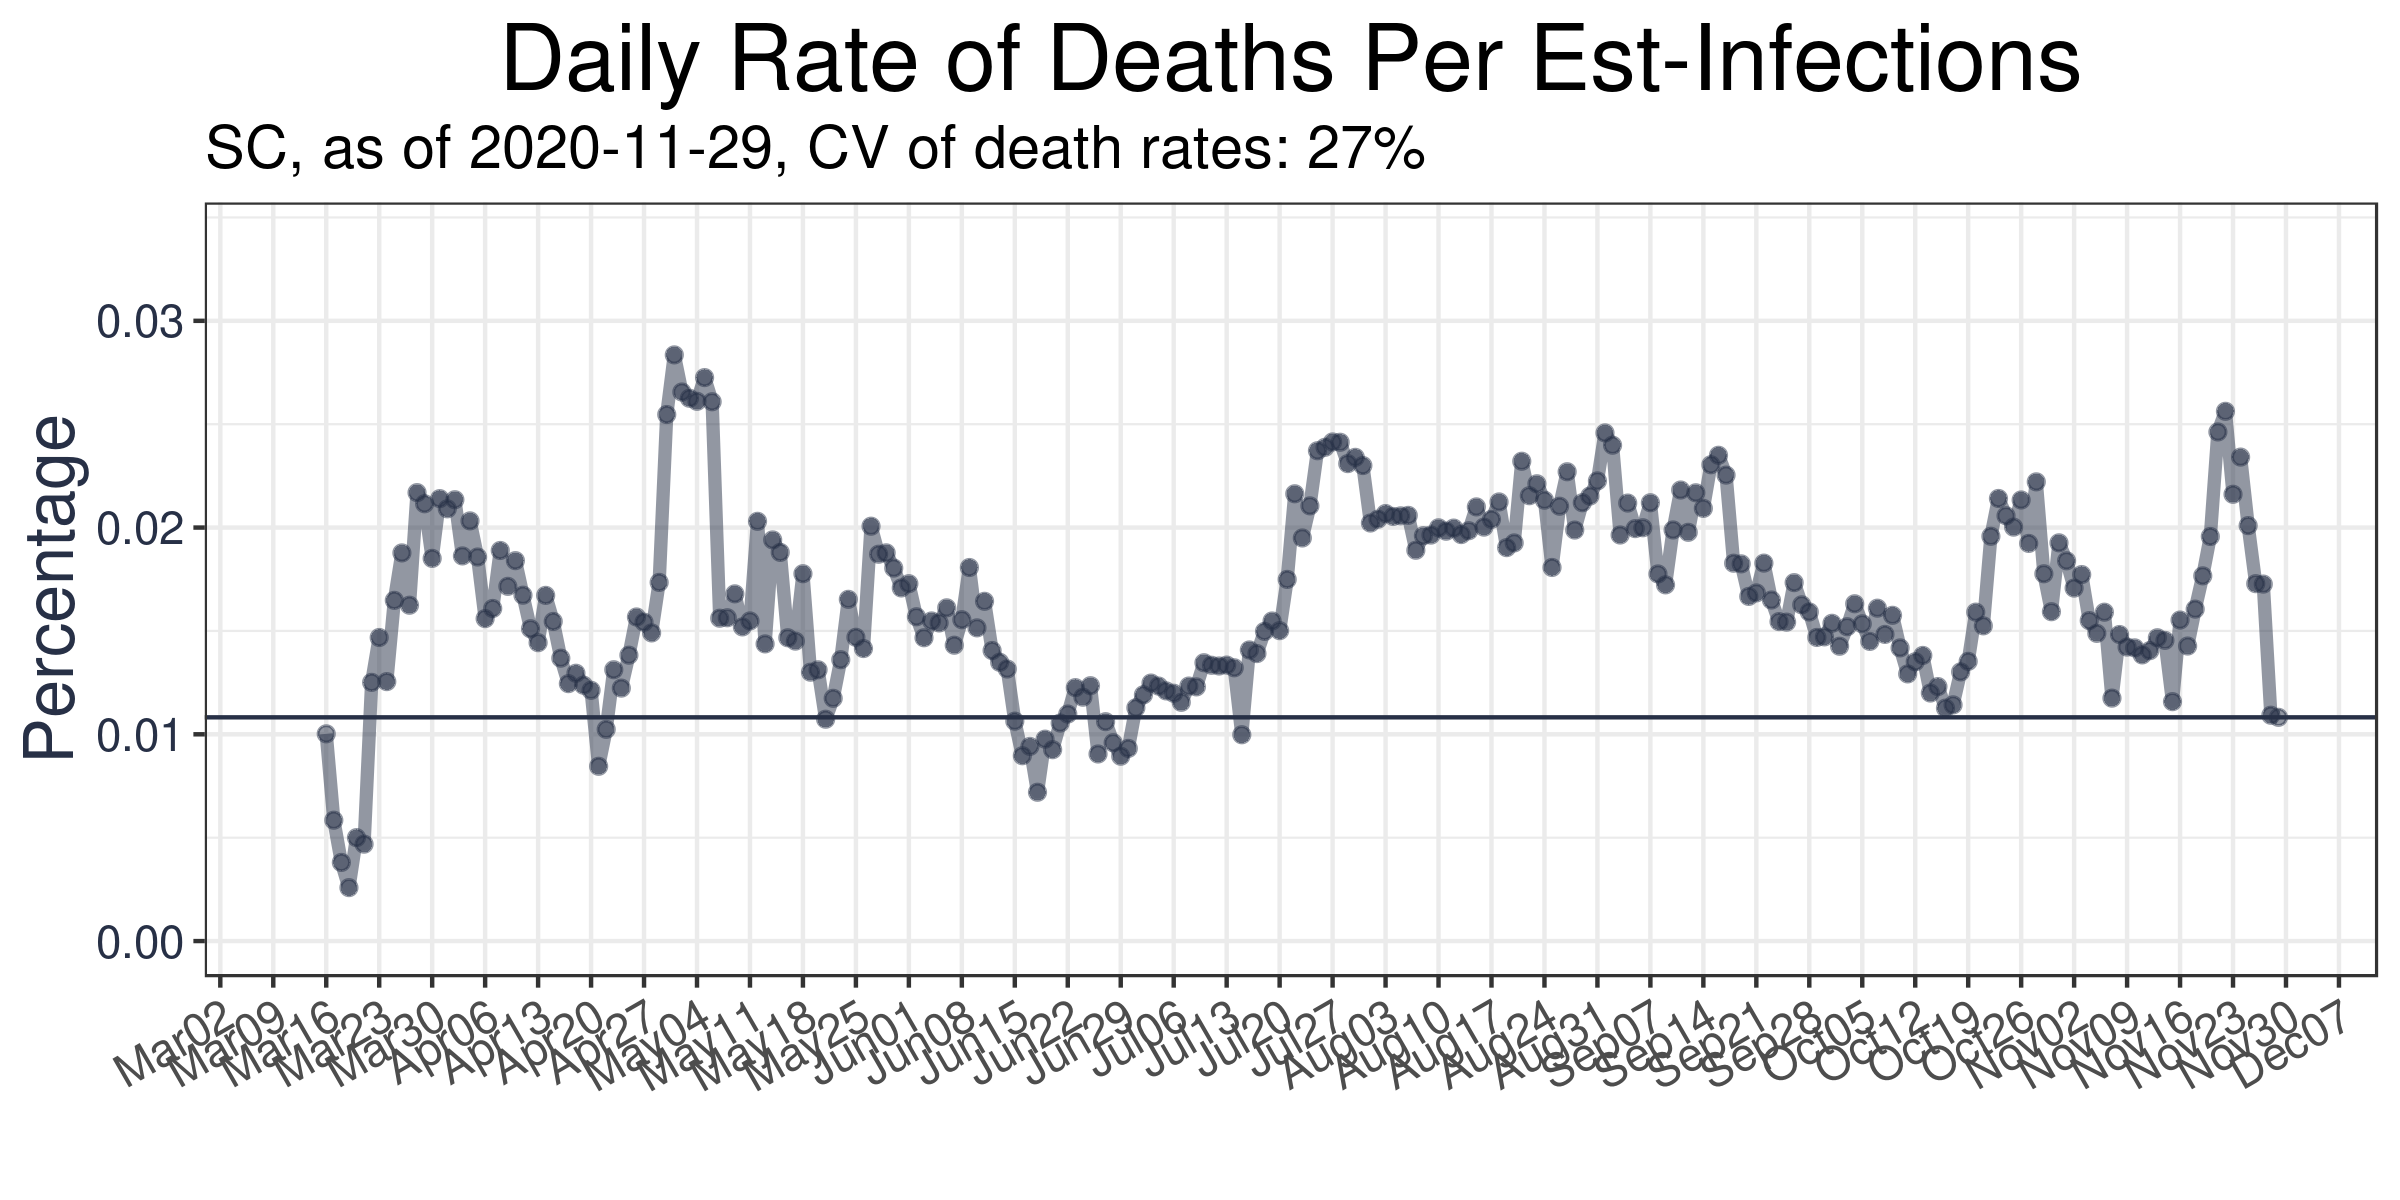 Daily Rate of Deaths Per Est-Infections
SC, as of 2020-11-29, CV of death rates: 27%
Percentage
0.03
0.02
0.01
0.00
Mar02
Mar09
Mar16
Mar23
Mar30
Apr06
Apr13
Apr20
Apr27
May04
May11
May18
May25
Jun01
Jun08
Jun15
Jun22
Jun29
Jul06
Jul13
Jul20
Jul27
Aug03
Aug10
Aug17
Aug24
Aug31
Sep07
Sep14
Sep21
Sep28
Oct05
Oct12
Oct19
Oct26
Nov02
Nov09
Nov16
Nov23
Nov30
Dec07